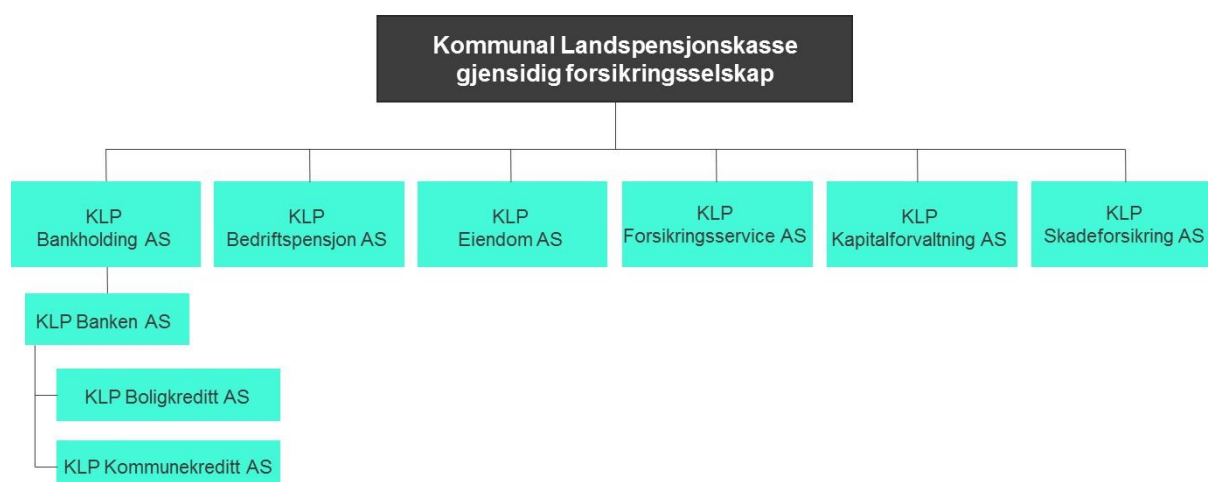 Kommunal Landspensjonskasse
gjensidig forsikringsselskap
KLP
Bankholding AS
KLP
Bedriftspensjon AS
KLP
Eiendom AS
KLP
Forsikringsservice AS
KLP
Kapitalforvaltning AS
KLP
Skadeforsikring AS
KLP Banken AS
KLP Boligkreditt AS
KLP Kommunekreditt AS